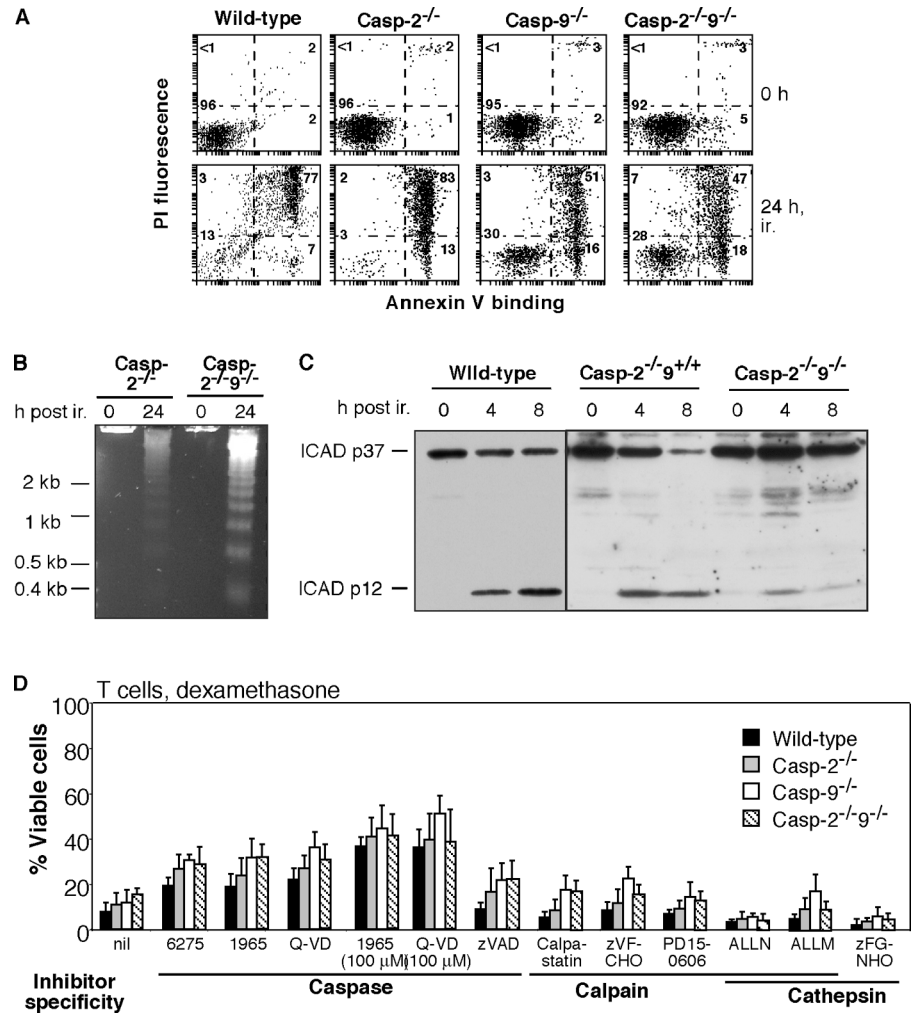 A
Wild-type Casp-2-/- Casp-9-/- Casp-2-/-9-/-
PI fluorescence
<1 2 <1 2 <1 3 <1 3
96 2 96 1 95 2 92 5
0 h
3 77 2 83 3 51 7 47
13 7 3 13 30 16 28 18
24 h,
ir.
Annexin V binding
B
Casp-
2-/-
Casp-
2-/-9-/-
h post ir. 0 24 0 24
2 kb
1 kb
0.5 kb
0.4 kb
C
WIld-type Casp-2-/-9+/+ Casp-2-/-9-/-
h post ir. 0 4 8 0 4 8 0 4 8
ICAD p37
ICAD p12
D
T cells, dexamethasone
% Viable cells
100
80
60
40
20
0
Wild-type
Casp-2-/-
Casp-9-/-
Casp-2-/-9-/-
nil 6275 1965 Q-VD 1965 (100 µM) Q-VD (100 µM) zVAD Calpa-statin zVF-CHO PD15-0606 ALLN ALLM zFG-NHO
Inhibitor
specificity
Caspase Calpain Cathepsin